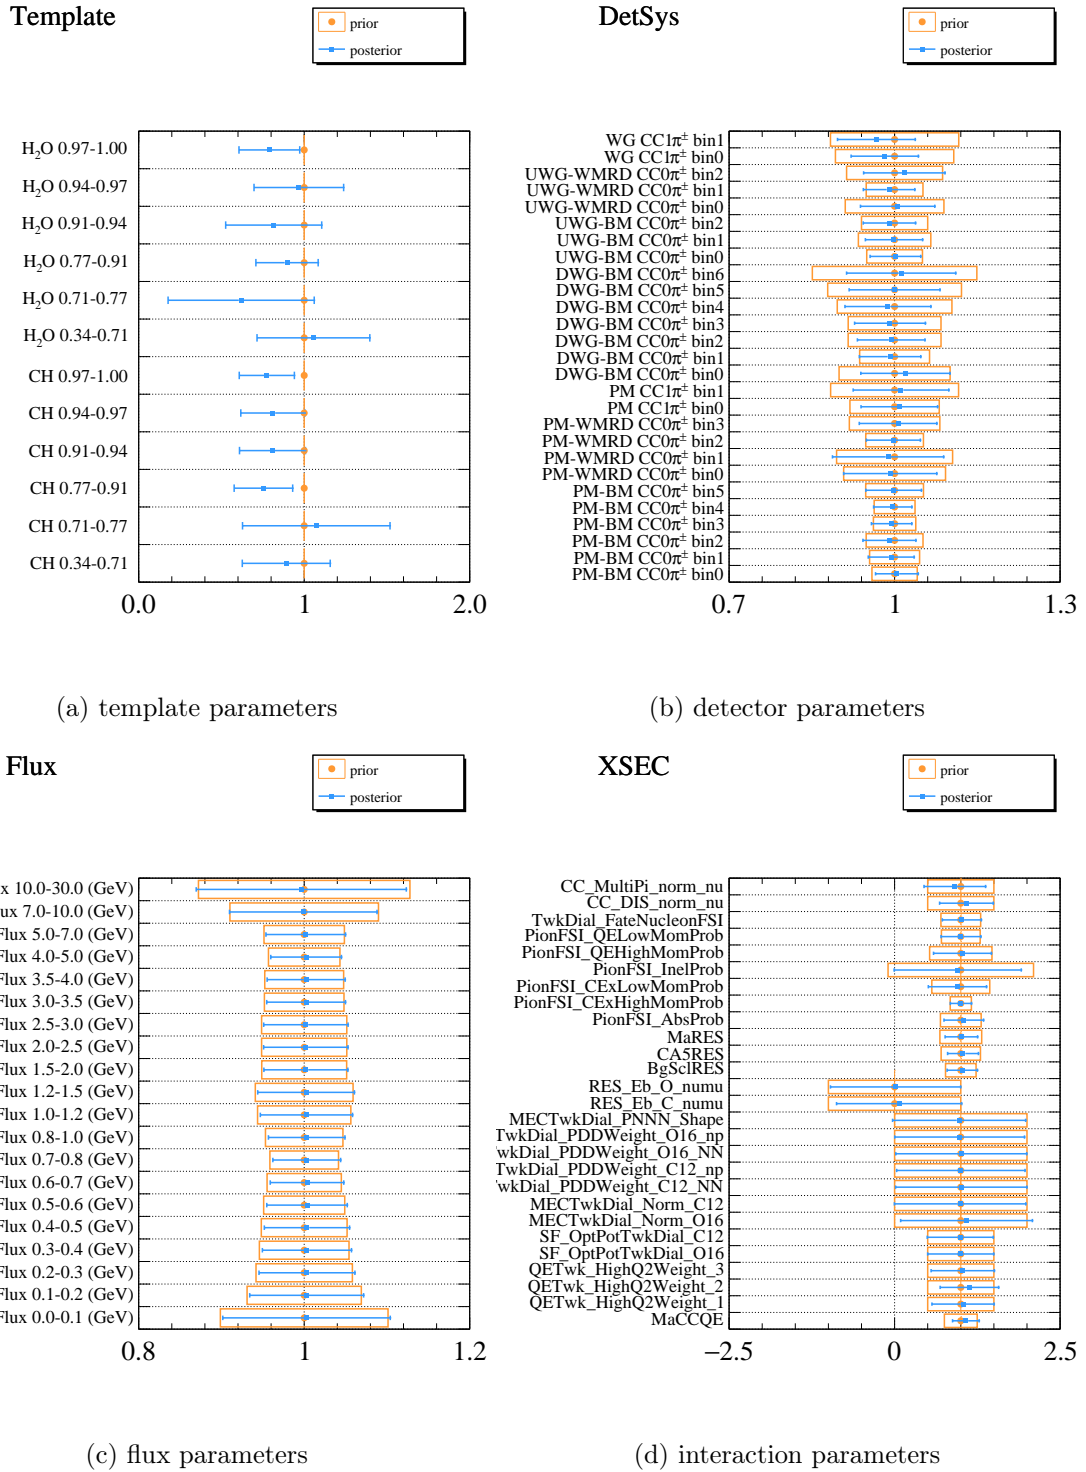 Template
prior
posterior
H2O 0.97-1.00
H2O 0.94-0.97
H2O 0.91-0.94
H2O 0.77-0.91
H2O 0.71-0.77
H2O 0.34-0.71
CH 0.97-1.00
CH 0.94-0.97
CH 0.91-0.94
CH 0.77-0.91
CH 0.71-0.77
CH 0.34-0.71
0.0 1 2.0
(a) template parameters
DetSys
prior
posterior
WG CC1π± bin1
WG CC1π± bin0
UWG-WMRD CC0π± bin2
UWG-WMRD CC0π± bin1
UWG-WMRD CC0π± bin0
UWG-BM CC0π± bin2
UWG-BM CC0π± bin1
UWG-BM CC0π± bin0
DWG-BM CC0π± bin6
DWG-BM CC0π± bin5
DWG-BM CC0π± bin4
DWG-BM CC0π± bin3
DWG-BM CC0π± bin2
DWG-BM CC0π± bin1
DWG-BM CC0π± bin0
PM CC1π± bin1
PM CC1π± bin0
PM-WMRD CC0π± bin3
PM-WMRD CC0π± bin2
PM-WMRD CC0π± bin1
PM-WMRD CC0π± bin0
PM-BM CC0π± bin5
PM-BM CC0π± bin4
PM-BM CC0π± bin3
PM-BM CC0π± bin2
PM-BM CC0π± bin1
PM-BM CC0π± bin0
0.7 1 1.3
(b) detector parameters
Flux
prior
posterior
x 10.0-30.0 (GeV)
ux 7.0-10.0 (GeV)
Flux 5.0-7.0 (GeV)
Flux 4.0-5.0 (GeV)
Flux 3.5-4.0 (GeV)
Flux 3.0-3.5 (GeV)
Flux 2.5-3.0 (GeV)
Flux 2.0-2.5 (GeV)
Flux 1.5-2.0 (GeV)
Flux 1.2-1.5 (GeV)
Flux 1.0-1.2 (GeV)
Flux 0.8-1.0 (GeV)
Flux 0.7-0.8 (GeV)
Flux 0.6-0.7 (GeV)
Flux 0.5-0.6 (GeV)
Flux 0.4-0.5 (GeV)
Flux 0.3-0.4 (GeV)
Flux 0.2-0.3 (GeV)
Flux 0.1-0.2 (GeV)
Flux 0.0-0.1 (GeV)
0.8 1 1.2
(c) flux parameters
XSEC
prior
posterior
CC_MultiPi_norm_nu
CC_DIS_norm_nu
TwkDial_FateNucleonFSI
PionFSI_QELowMomProb
PionFSI_QEHighMomProb
PionFSI_InelProb
PionFSI_CExLowMomProb
PionFSI_CExHighMomProb
PionFSI_AbsProb
MaRES
CA5RES
BgSclRES
RES_Eb_O_numu
RES_Eb_C_numu
MECTwkDial_PNNN_Shape
TwkDial_PDDWeight_O16_np
wkDial_PDDWeight_O16_NN
TwkDial_PDDWeight_C12_np
wkDial_PDDWeight_C12_NN
MECTwkDial_Norm_C12
MECTwkDial_Norm_O16
SF_OptPotTwkDial_C12
SF_OptPotTwkDial_O16
QETwk_HighQ2Weight_3
QETwk_HighQ2Weight_2
QETwk_HighQ2Weight_1
MaCCQE
−2.5 0 2.5
(d) interaction parameters